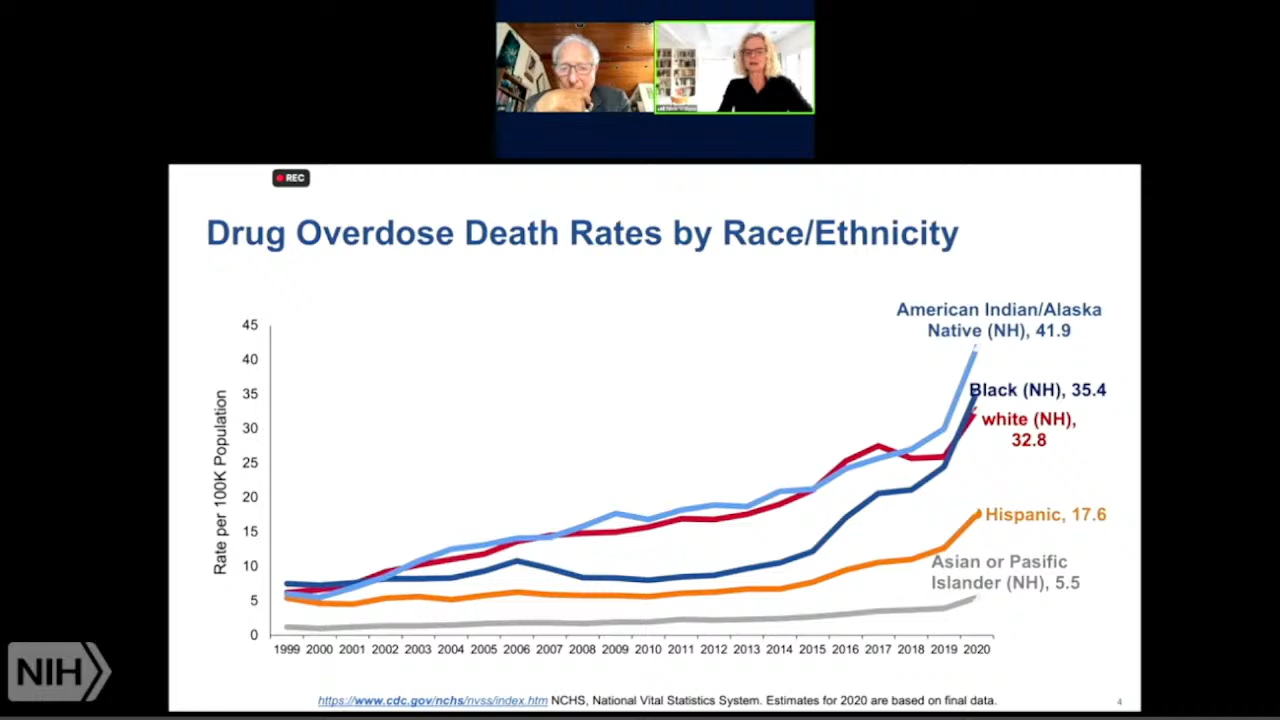 REC
Drug Overdose Death Rates by Race/Ethnicity
American Indian/Alaska
Native (NH), 41.9
Black (NH), 35.4
white (NH),
32.8
Hispanic, 17.6
Asian or Pasific
Islander (NH), 5.5
Rate per 100K Population
45
40
35
30
25
20
15
10
5
0
1999 2000 2001 2002 2003 2004 2005 2006 2007 2008 2009 2010 2011 2012 2013 2014 2015 2016 2017 2018 2019 2020
https://www.cdc.gov/nchs/nvss/index.htm NCHS, National Vital Statistics System. Estimates for 2020 are based on final data.
4
NIH